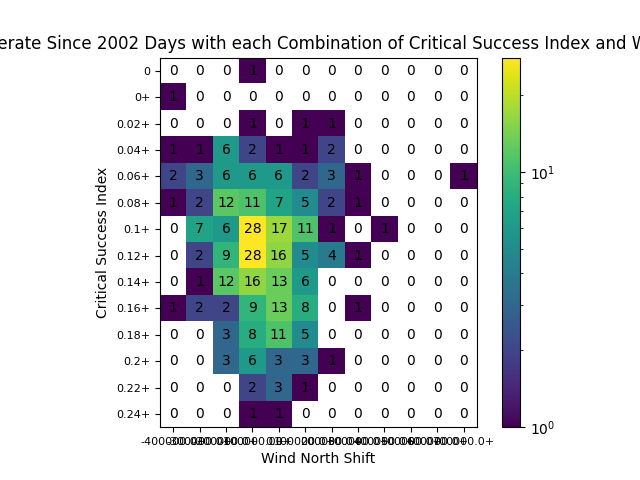 erate Since 2002 Days with each Combination of Critical Success Index and W
0 0 0 0 1 0 0 0 0 0 0 0 0
0+ 1 0 0 0 0 0 0 0 0 0 0 0
0.02+ 0 0 0 1 0 1 1 0 0 0 0 0
0.04+ 1 1 6 2 1 1 2 0 0 0 0 0
0.06+ 2 3 6 6 6 2 3 1 0 0 0 1
0.08+ 1 2 12 11 7 5 2 1 0 0 0 0
0.1+ 0 7 6 28 17 11 1 0 1 0 0 0
0.12+ 0 2 9 28 16 5 4 1 0 0 0 0
0.14+ 0 1 12 16 13 6 0 0 0 0 0 0
0.16+ 1 2 2 9 13 8 0 1 0 0 0 0
0.18+ 0 0 3 8 11 5 0 0 0 0 0 0
0.2+ 0 0 3 6 3 3 1 0 0 0 0 0
0.22+ 0 0 0 2 3 1 0 0 0 0 0 0
0.24+ 0 0 0 1 1 0 0 0 0 0 0 0
Wind North Shift
Critical Success Index
10¹
10⁰